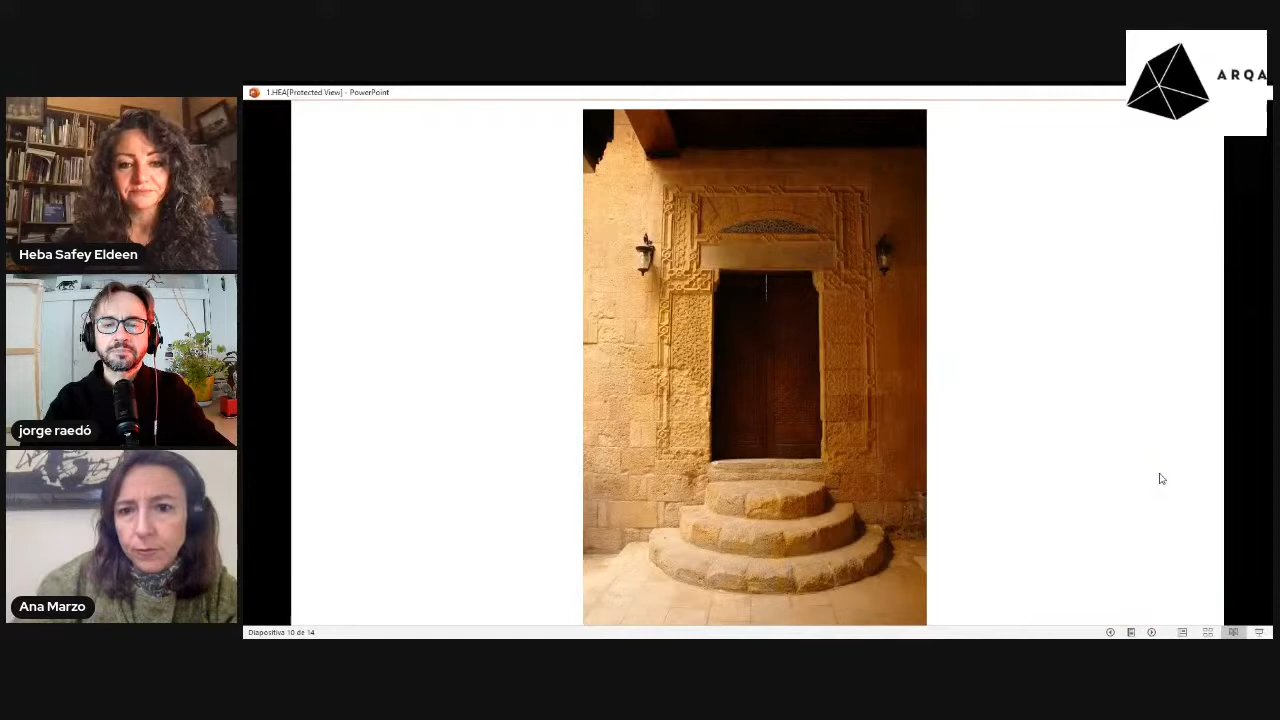 1.HEA[Protected View] - PowerPoint
ARQA
Heba Safey Eldeen
jorge raedó
Ana Marzo
Diapositiva 10 de 14